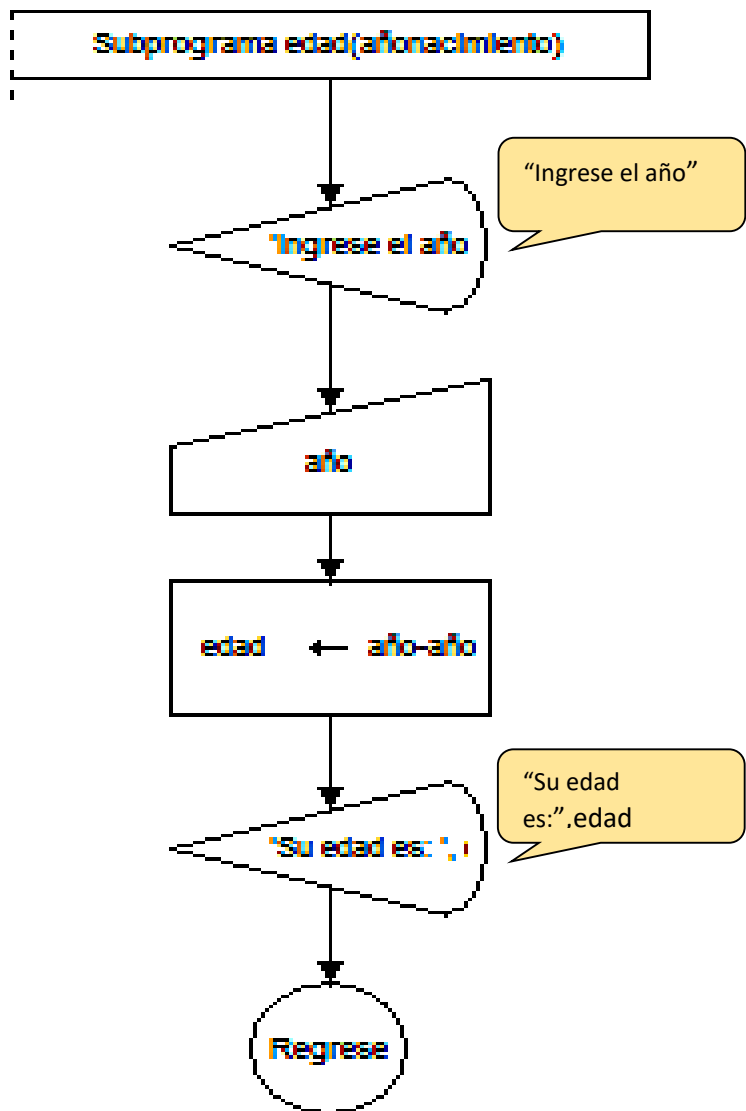 Subprograma edad(añonacimiento)
“Ingrese el año”
"Ingrese el año
año
edad ← año-año
“Su edad
es:”,edad
"Su edad es: ",
Regrese